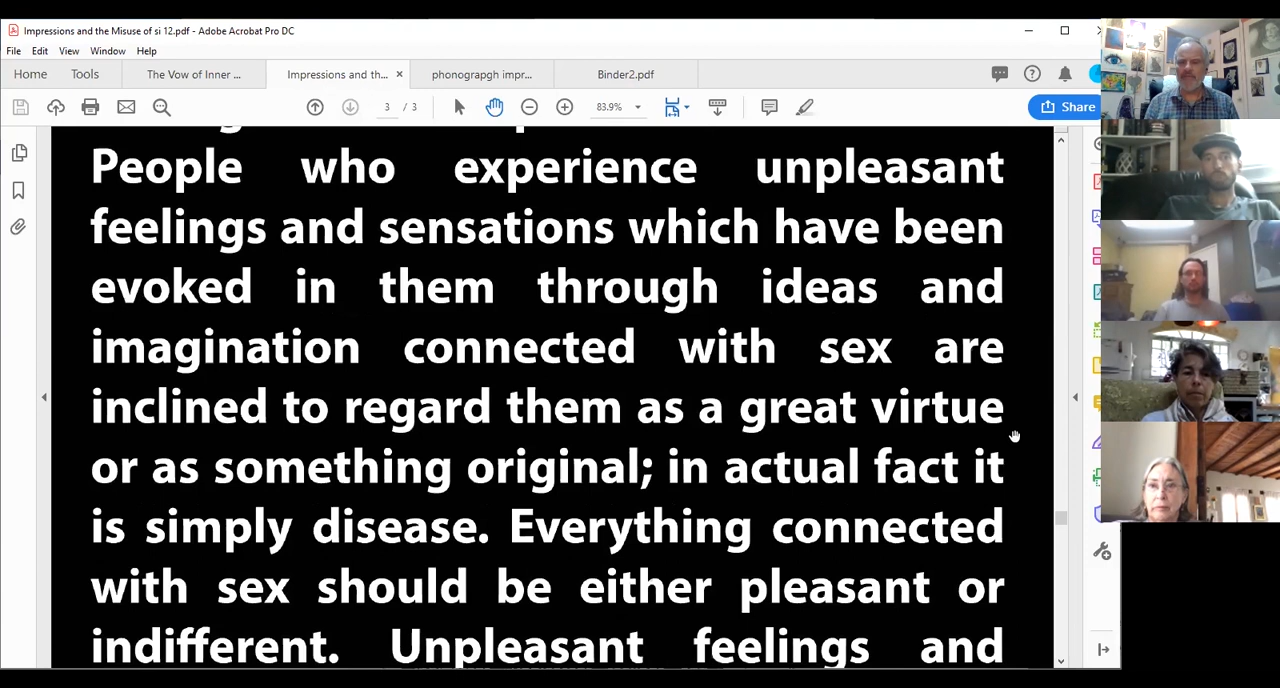 Impressions and the Misuse of si 12.pdf - Adobe Acrobat Pro DC
File Edit View Window Help
Home Tools The Vow of Inner ... Impressions and th... × phonograpgh impr... Binder2.pdf
3 / 3 83.9% Share
People who experience unpleasant
feelings and sensations which have been
evoked in them through ideas and
imagination connected with sex are
inclined to regard them as a great virtue
or as something original; in actual fact it
is simply disease. Everything connected
with sex should be either pleasant or
indifferent. Unpleasant feelings and